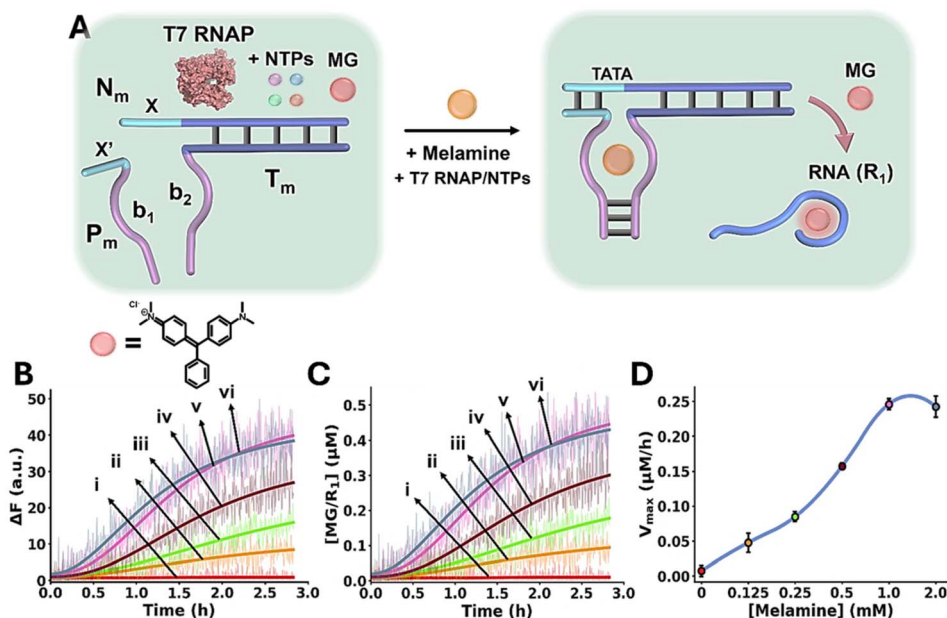 A
T7 RNAP
+ NTPs
MG
Nm
X
X'
b1
b2
Pm
Tm
+ Melamine
+ T7 RNAP/NTPs
TATA
MG
RNA (R1)
=
Cl-
⊕
N
N
B
50
40
30
20
10
0
ΔF (a.u.)
i
ii
iii
iv
v
vi
0.0 0.5 1.0 1.5 2.0 2.5 3.0
Time (h)
C
0.5
0.4
0.3
0.2
0.1
0.0
[MG/R1] (μM)
i
ii
iii
iv
v
vi
0.0 0.5 1.0 1.5 2.0 2.5 3.0
Time (h)
D
0.25
0.20
0.15
0.10
0.05
0.00
Vmax (μM/h)
0 0.125 0.25 0.5 1.0 2.0
[Melamine] (mM)